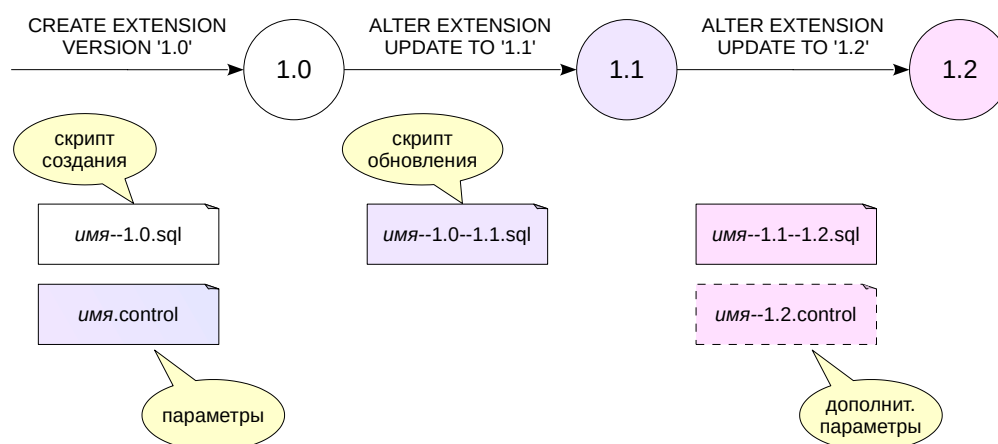 CREATE EXTENSION
VERSION '1.0'
1.0
ALTER EXTENSION
UPDATE TO '1.1'
1.1
ALTER EXTENSION
UPDATE TO '1.2'
1.2
скрипт
создания
скрипт
обновления
имя--1.0.sql
имя--1.0--1.1.sql
имя--1.1--1.2.sql
имя.control
имя--1.2.control
параметры
дополнит.
параметры